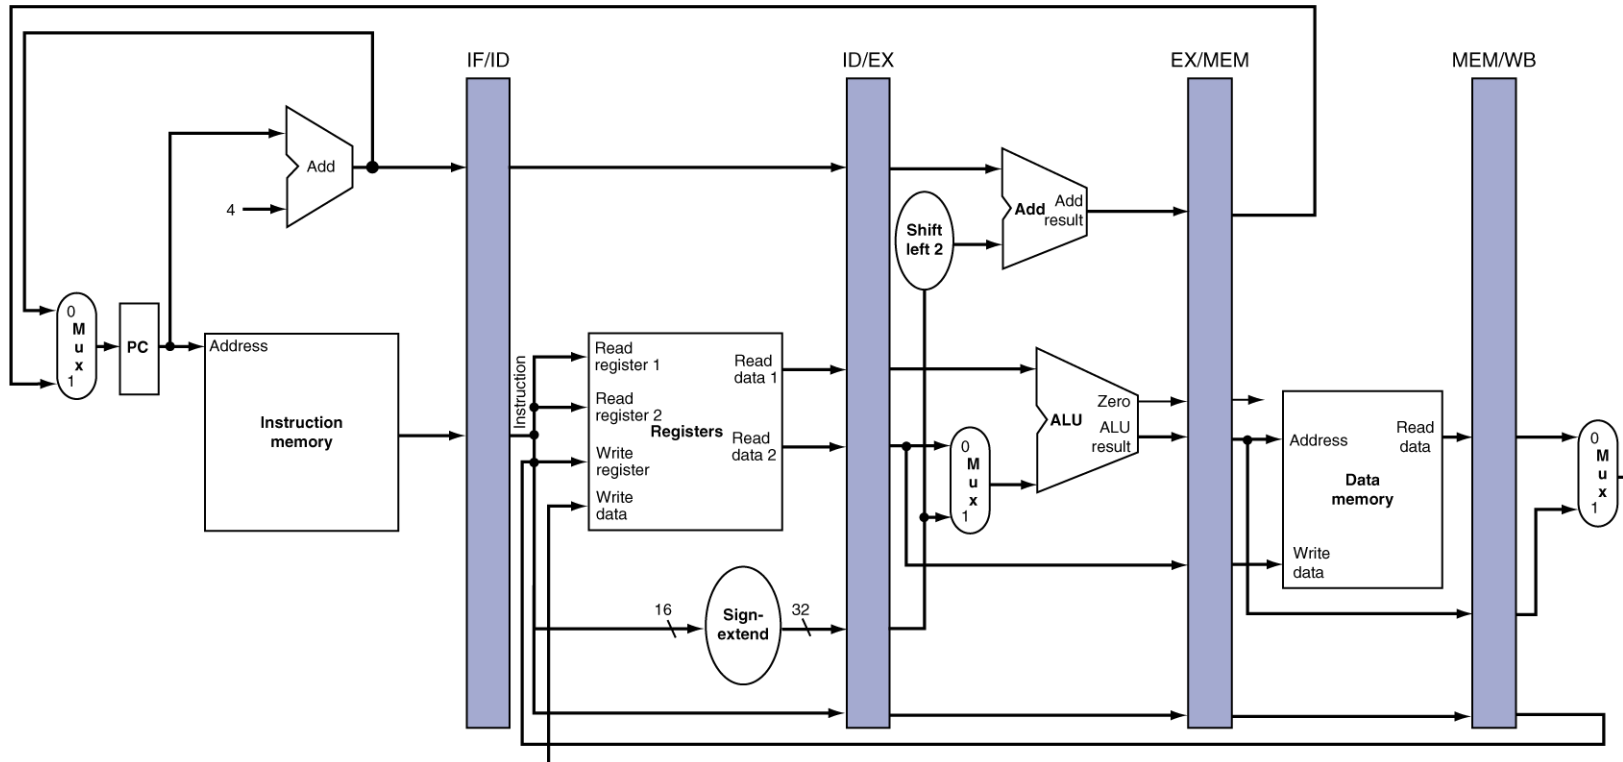 IF/ID
ID/EX
EX/MEM
MEM/WB
Add
4
Shift
left 2
Add
Add
result
0
M
u
x
1
PC
Address
Instruction
memory
Instruction
Read
register 1
Read
register 2
Write
register
Write
data
Registers
Read
data 1
Read
data 2
16
Sign-
extend
32
0
M
u
x
1
ALU
Zero
ALU
result
Address
Read
data
Data
memory
Write
data
0
M
u
x
1